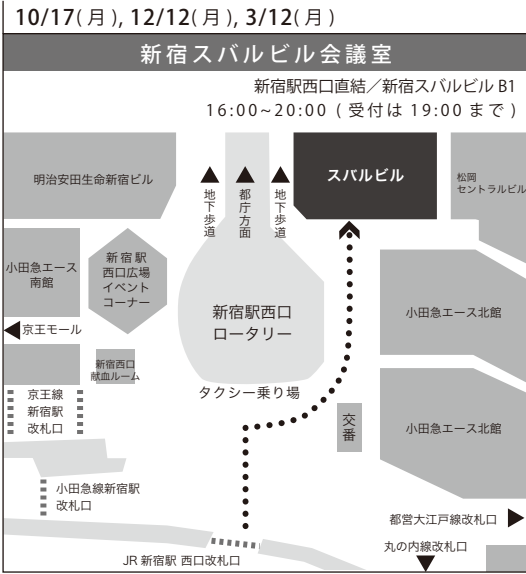 10/17(月), 12/12(月), 3/12(月)
新宿スバルビル会議室
新宿駅西口直結／新宿スバルビル B1
16:00~20:00 ( 受付は 19:00 まで )
明治安田生命新宿ビル
地下歩道
都庁方面
地下歩道
スバルビル
松岡
セントラルビル
小田急エース
南館
新宿駅
西口広場
イベント
コーナー
新宿駅西口
ロータリー
小田急エース北館
京王モール
新宿西口
献血ルーム
タクシー乗り場
京王線
新宿駅
改札口
交番
小田急エース北館
小田急線新宿駅
改札口
都営大江戸線改札口
丸の内線改札口
JR 新宿駅 西口改札口